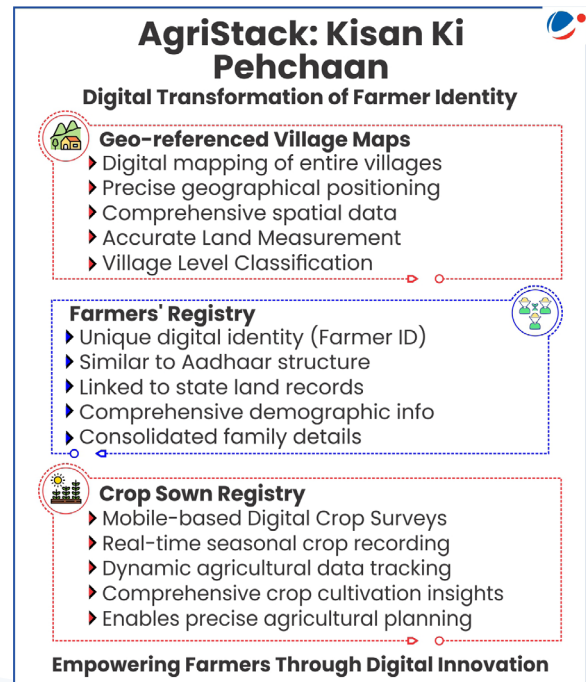 AgriStack: Kisan Ki
Pehchaan
Digital Transformation of Farmer Identity
Geo-referenced Village Maps
Digital mapping of entire villages
Precise geographical positioning
Comprehensive spatial data
Accurate Land Measurement
Village Level Classification
Farmers' Registry
Unique digital identity (Farmer ID)
Similar to Aadhaar structure
Linked to state land records
Comprehensive demographic info
Consolidated family details
Crop Sown Registry
Mobile-based Digital Crop Surveys
Real-time seasonal crop recording
Dynamic agricultural data tracking
Comprehensive crop cultivation insights
Enables precise agricultural planning
Empowering Farmers Through Digital Innovation